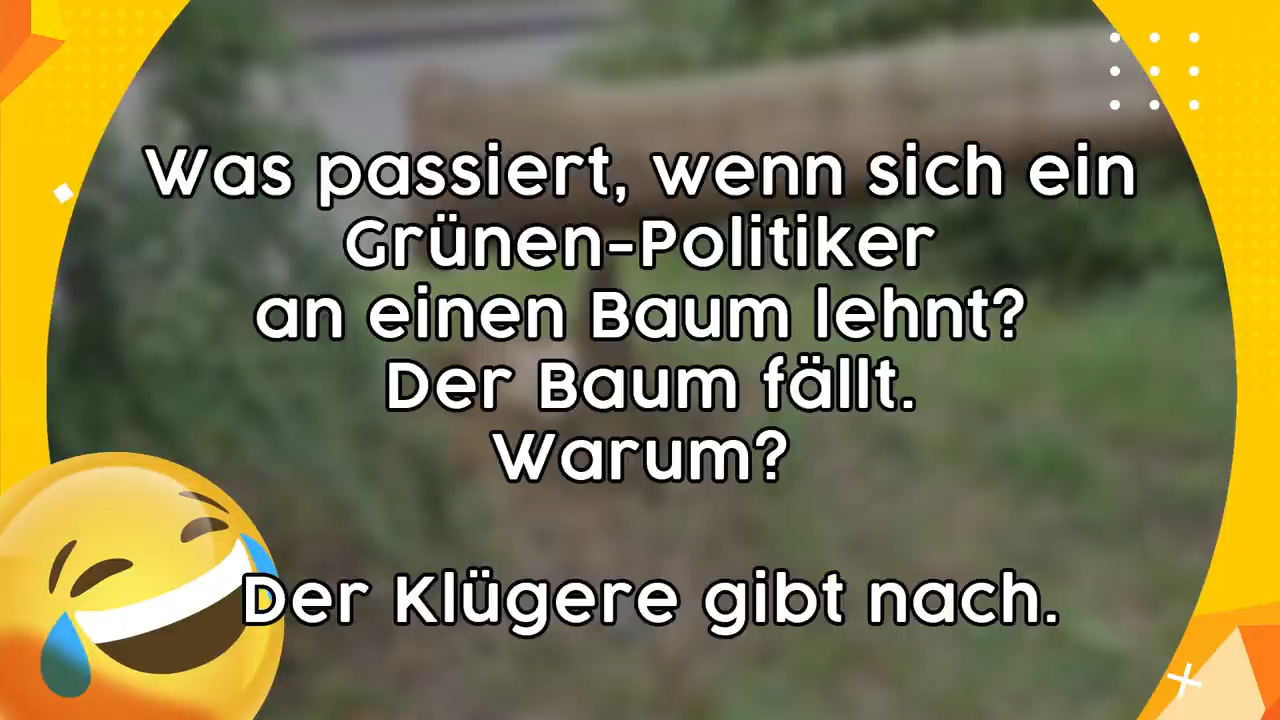 Was passiert, wenn sich ein
Grünen-Politiker
an einen Baum lehnt?
Der Baum fällt.
Warum?
Der Klügere gibt nach.